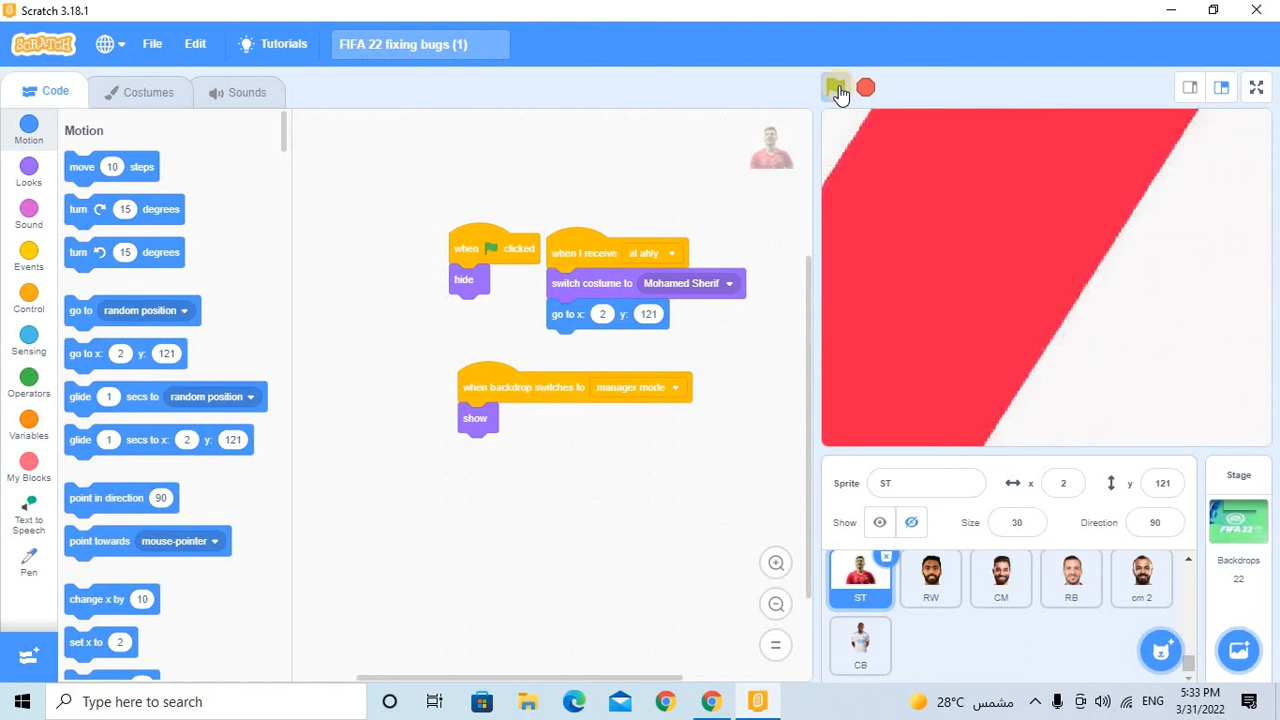 Scratch 3.18.1
SCRATCH
File
Edit
Tutorials
FIFA 22 fixing bugs (1)
Code
Costumes
Sounds
Motion
Looks
Sound
Events
Control
Sensing
Operators
Variables
My Blocks
Text to
Speech
Pen
Motion
move 10 steps
turn 15 degrees
turn 15 degrees
go to random position
go to x: 2 y: 121
glide 1 secs to random position
glide 1 secs to x: 2 y: 121
point in direction 90
point towards mouse-pointer
change x by 10
set x to 2
when clicked
hide
when I receive al ahly
switch costume to Mohamed Sherif
go to x: 2 y: 121
when backdrop switches to manager mode
show
Sprite ST x 2 y 121
Show Size 30 Direction 90
ST
RW
CM
RB
cm 2
CB
Stage
FIFA 22
Backdrops
22
Type here to search
28°C مشمس
ENG
5:33 PM
3/31/2022